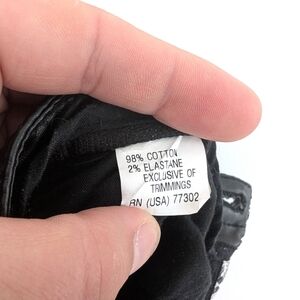 98% COTTON
2% ELASTANE
EXCLUSIVE OF
TRIMMINGS
RN (USA) 77302